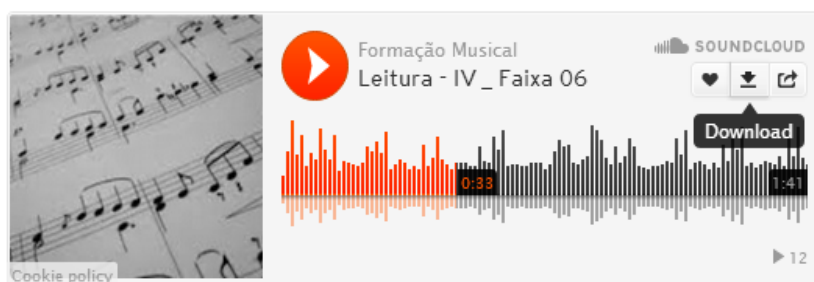 Formação Musical
Leitura - IV _ Faixa 06
SOUNDCLOUD
Download
0:33
1:41
12
Cookie policy